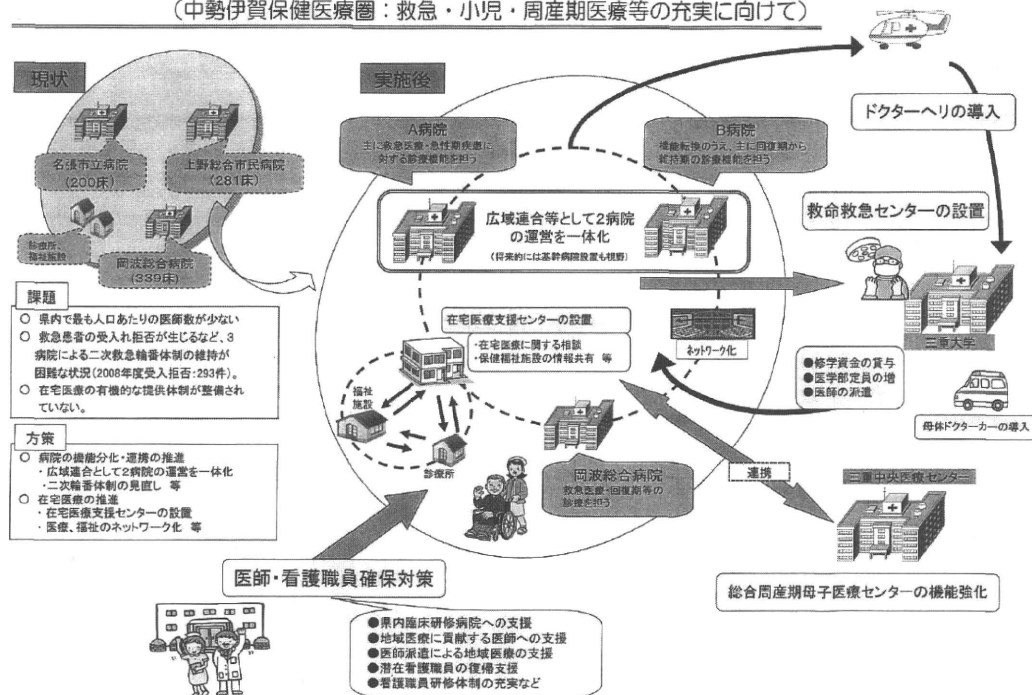 (中勢伊賀保健医療圏：救急・小児・周産期医療等の充実に向けて)
現状
名張市立病院
(200床)
上野総合市民病院
(281床)
診療所、
福祉施設
岡波総合病院
(339床)
課題
○ 県内で最も人口あたりの医師数が少ない
○ 救急患者の受入れ拒否が生じるなど、3
病院による二次救急輪番体制の維持が
困難な状況(2008年度受入拒否:293件)。
○ 在宅医療の有機的な提供体制が整備され
ていない。
方策
○ 病院の機能分化・連携の推進
・広域連合として2病院の運営を一体化
・二次輪番体制の見直し 等
○ 在宅医療の推進
・在宅医療支援センターの設置
・医療、福祉のネットワーク化 等
実施後
A病院
主に救急医療・急性期疾患に
対する診療機能を担う
B病院
機能転換のうえ、主に回復期から
維持期の診療機能を担う
広域連合等として2病院
の運営を一体化
(将来的には基幹病院設置も視野)
在宅医療支援センターの設置
・在宅医療に関する相談
・保健福祉施設の情報共有 等
ネットワーク化
福祉
施設
診療所
岡波総合病院
救急医療・回復期等の
診療を担う
ドクターヘリの導入
救命救急センターの設置
三重大学
●修学資金の貸与
●医学部定員の増
●医師の派遣
母体ドクターカーの導入
連携
三重中央医療センター
総合周産期母子医療センターの機能強化
医師・看護職員確保対策
●県内臨床研修病院への支援
●地域医療に貢献する医師への支援
●医師派遣による地域医療の支援
●潜在看護職員の復帰支援
●看護職員研修体制の充実など